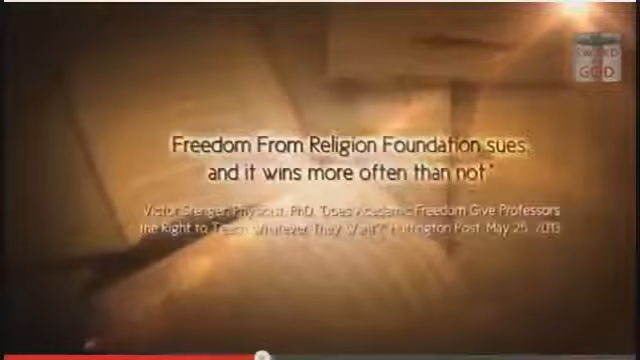 Freedom From Religion Foundation sues,
and it wins more often than not"
Victor Stenger, Physicist, PhD, "Does Academic Freedom Give Professors
the Right to Teach Whatever They Want?" Huffington Post, May 25, 2013
GOD